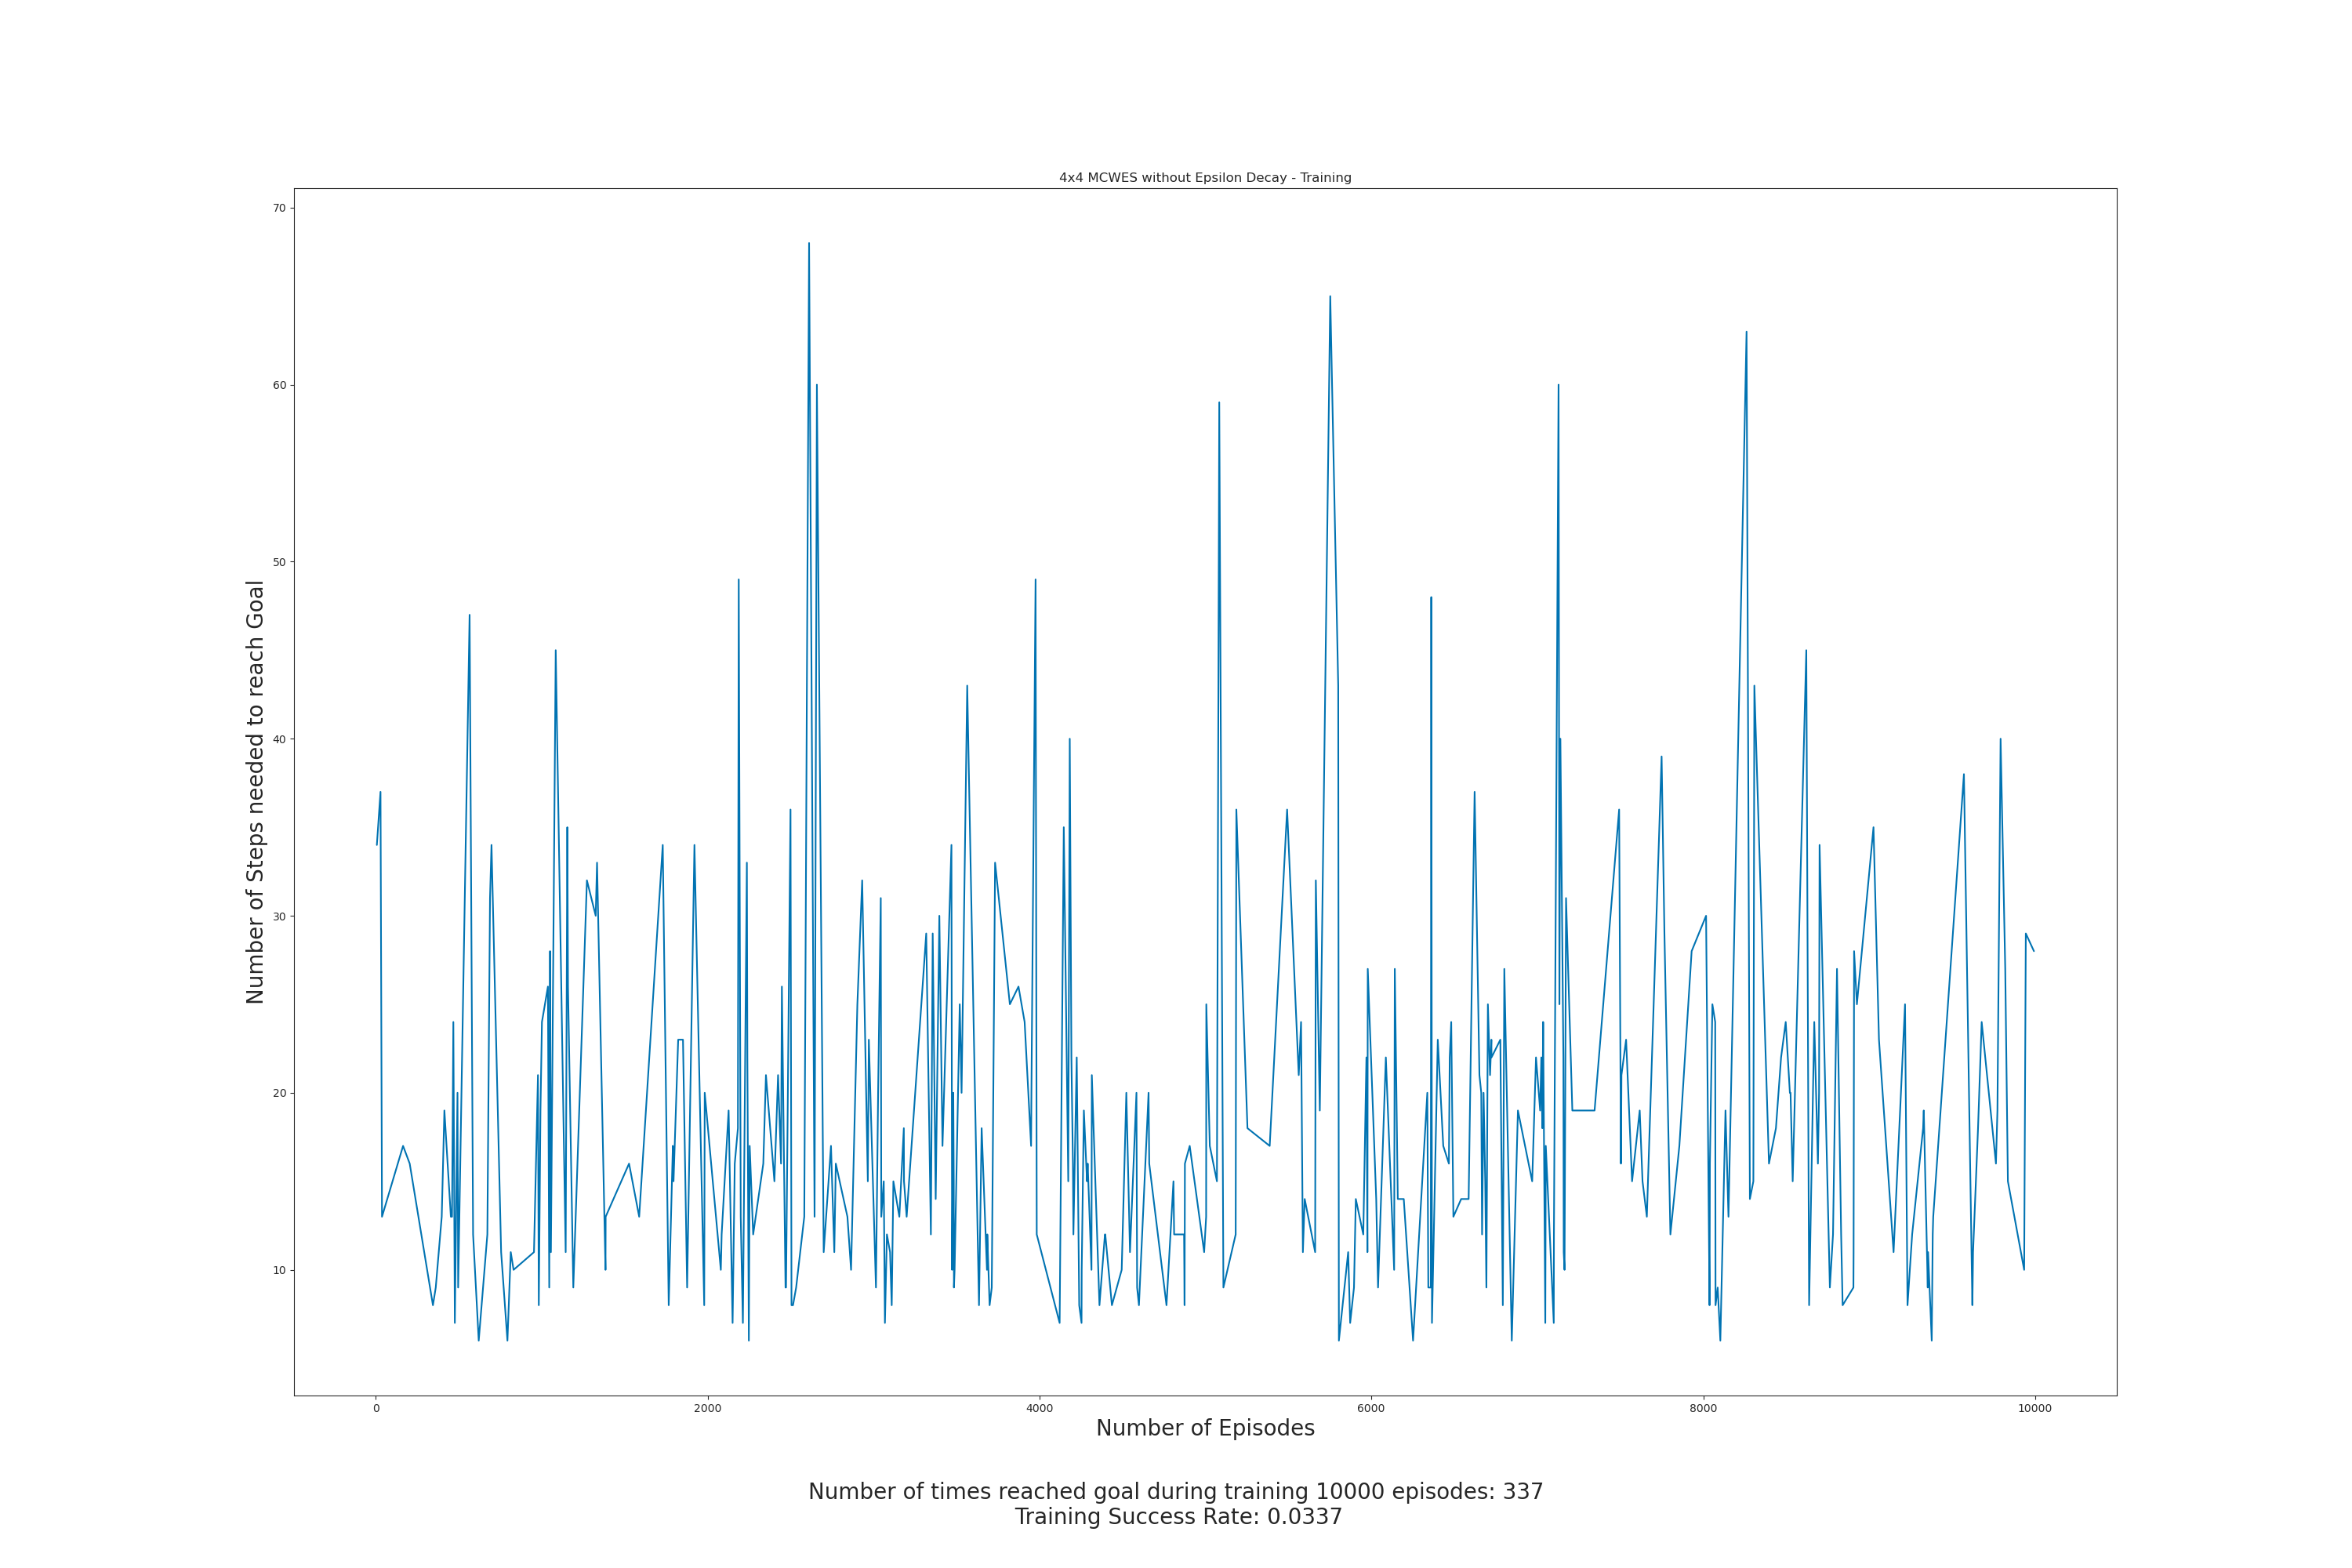 4x4 MCWES without Epsilon Decay - Training
70
60
50
40
30
20
10
Number of Steps needed to reach Goal
0 2000 4000 6000 8000 10000
Number of Episodes
Number of times reached goal during training 10000 episodes: 337
Training Success Rate: 0.0337